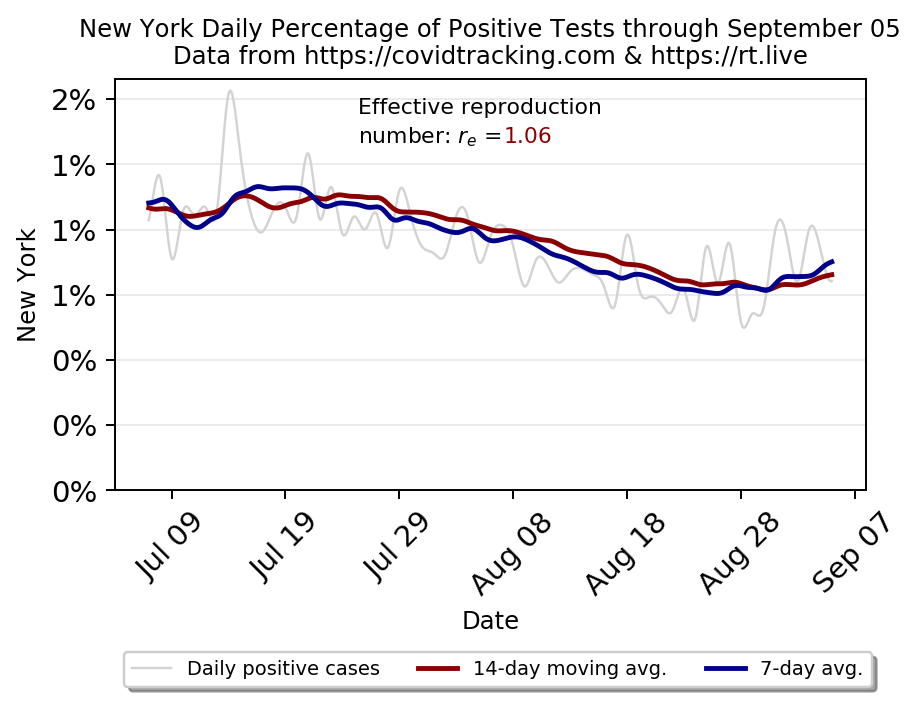 New York Daily Percentage of Positive Tests through September 05
Data from https://covidtracking.com & https://rt.live
Effective reproduction
number: rₑ =1.06
2%
1%
1%
1%
0%
0%
0%
New York
Jul 09
Jul 19
Jul 29
Aug 08
Aug 18
Aug 28
Sep 07
Date
Daily positive cases
14-day moving avg.
7-day avg.